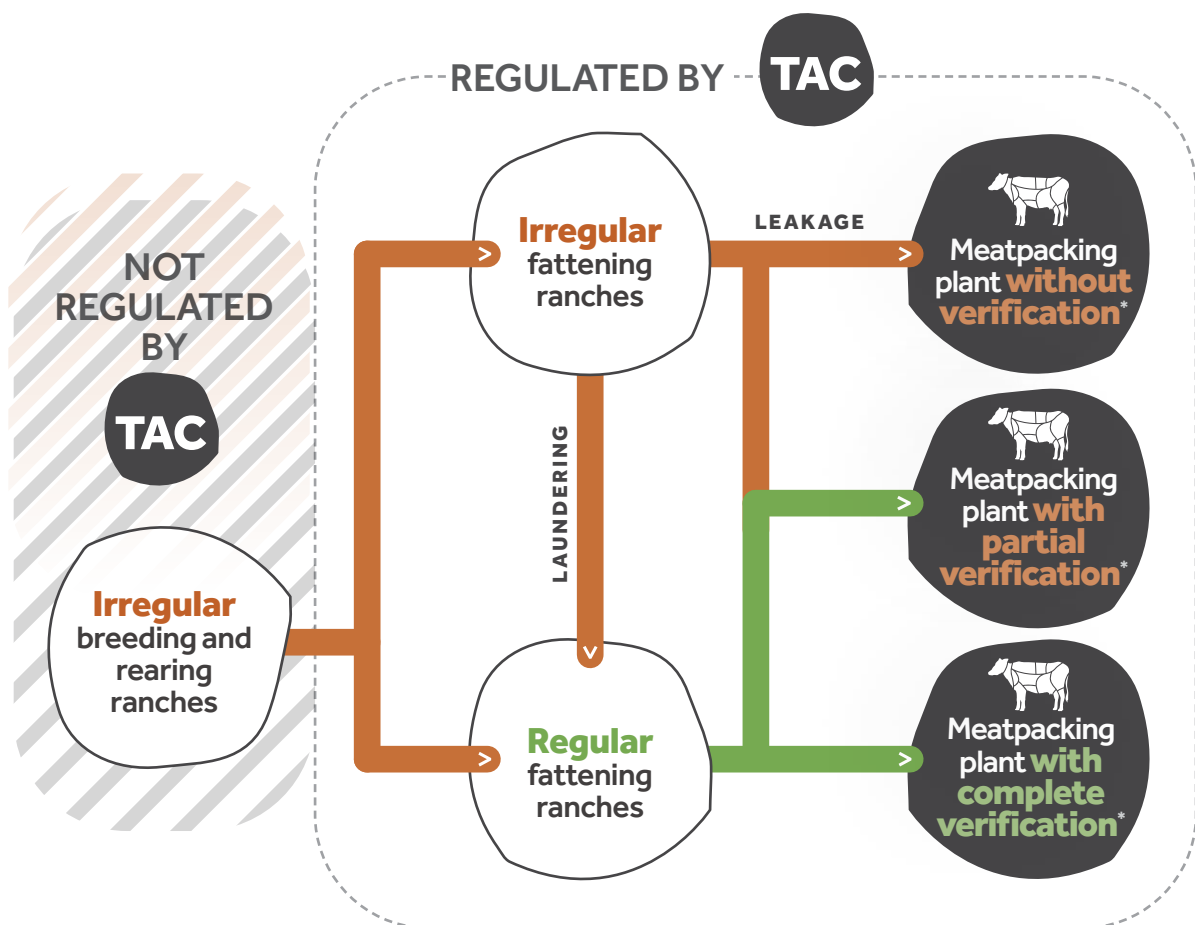 REGULATED BY TAC
NOT
REGULATED
BY
TAC
Irregular
breeding and
rearing
ranches
Irregular
fattening
ranches
LAUNDERING
Regular
fattening
ranches
LEAKAGE
Meatpacking
plant without
verification*
Meatpacking
plant with
partial
verification*
Meatpacking
plant with
complete
verification*